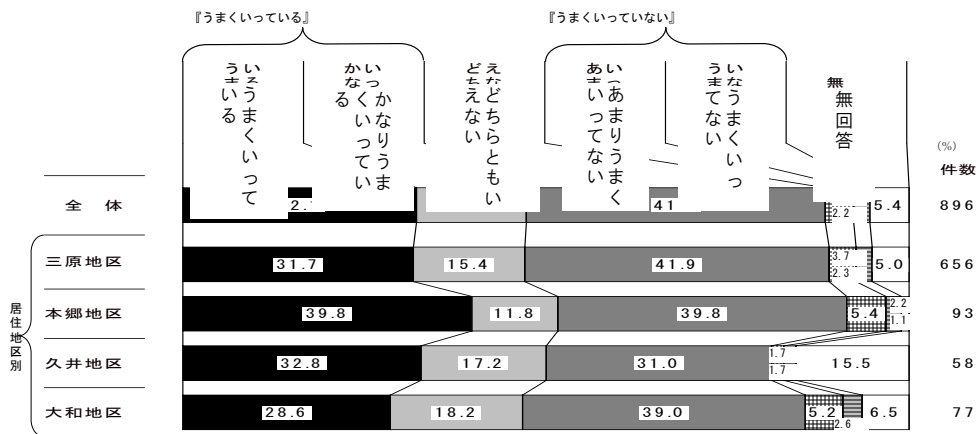 『うまくいっている』
『うまくいっていない』
うまくいって
いる
かなりうま
くいってい
る
どちらともい
えない
あまりうまく
いってない
うまくいっ
てない
無回答
(%)
件数
全 体
41
2.2
5.4
896
居住地区別
三原地区
31.7
15.4
41.9
3.7
2.3
5.0
656
本郷地区
39.8
11.8
39.8
5.4
2.2
1.1
93
久井地区
32.8
17.2
31.0
1.7
1.7
15.5
58
大和地区
28.6
18.2
39.0
5.2
2.6
6.5
77